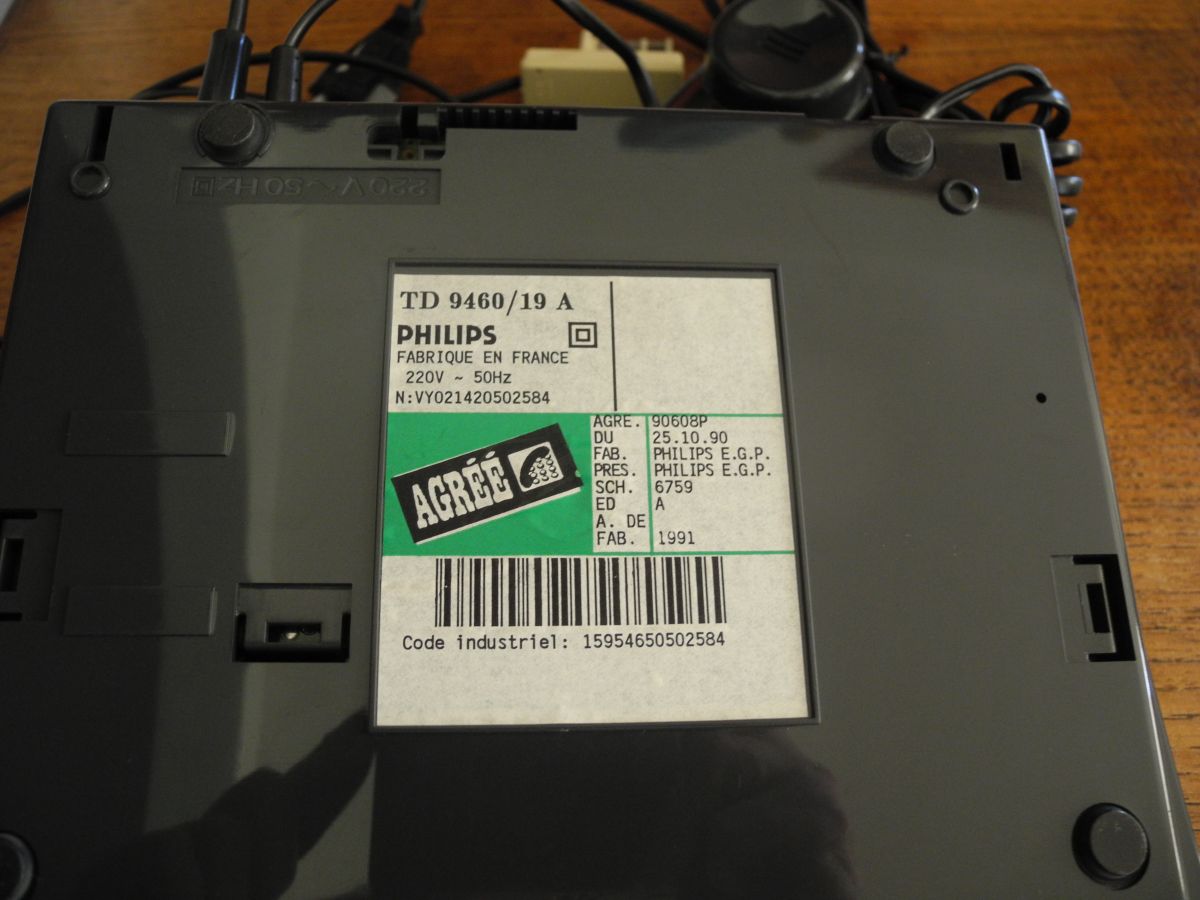 220V ~ 50Hz
TD 9460/19 A
PHILIPS
FABRIQUE EN FRANCE
220V ~ 50Hz
N:VY021420502584
AGRÉÉ
AGRE. 90608P
DU 25.10.90
FAB. PHILIPS E.G.P.
PRES. PHILIPS E.G.P.
SCH. 6759
ED A
A. DE
FAB. 1991
Code industriel: 15954650502584